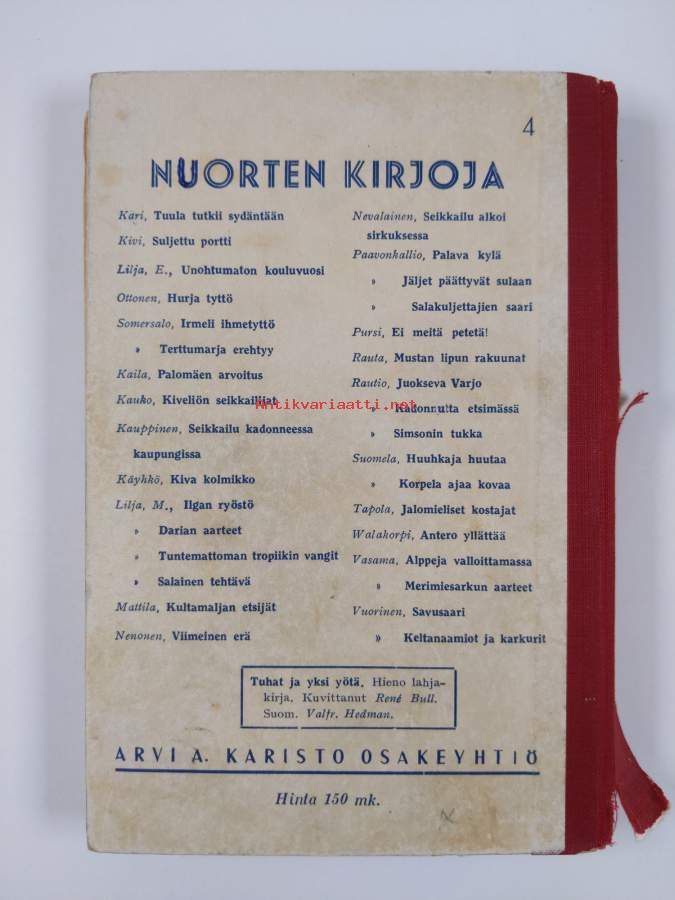 4
NUORTEN KIRJOJA
Kari, Tuula tutkii sydäntään
Kivi, Suljettu portti
Lilja, E., Unohtumaton kouluvuosi
Ottonen, Hurja tyttö
Somersalo, Irmeli ihmetyttö
» Terttumarja erehtyy
Kaila, Palomäen arvoitus
Kauko, Kiveliön seikkailijat
Kauppinen, Seikkailu kadonneessa
kaupungissa
Käyhkö, Kiva kolmikko
Lilja, M., Ilgan ryöstö
» Darian aarteet
» Tuntemattoman tropiikin vangit
» Salainen tehtävä
Mattila, Kultamaljan etsijät
Nenonen, Viimeinen erä
Nevalainen, Seikkailu alkoi
sirkuksessa
Paavonkallio, Palava kylä
» Jäljet päättyvät sulaan
» Salakuljettajien saari
Pursi, Ei meitä petetä!
Rauta, Mustan lipun rakuunat
Rautio, Juokseva Varjo
» Kadonnutta etsimässä
» Simsonin tukka
Suomela, Huuhkaja huutaa
» Korpela ajaa kovaa
Tapola, Jalomieliset kostajat
Walakorpi, Antero yllättää
Vasama, Alppeja valloittamassa
» Merimiesarkun aarteet
Vuorinen, Savusaari
» Keltanaamiot ja karkurit
Antikvariaatti.net
Tuhat ja yksi yötä. Hieno lahja-
kirja. Kuvittanut René Bull.
Suom. Valfr. Hedman.
ARVI A. KARISTO OSAKEYHTIÖ
Hinta 150 mk.